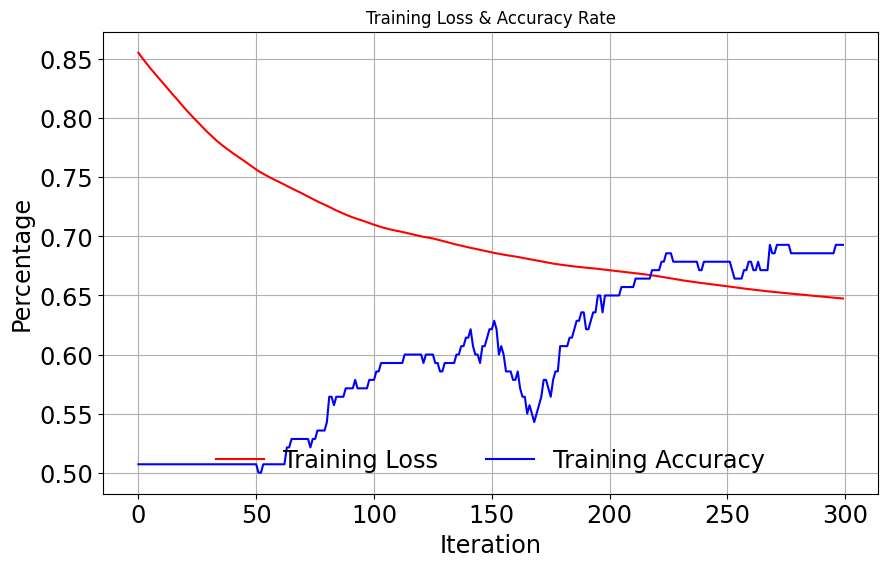 Training Loss & Accuracy Rate
0.85
0.80
0.75
0.70
0.65
0.60
0.55
0.50
Percentage
Training Loss Training Accuracy
0 50 100 150 200 250 300
Iteration